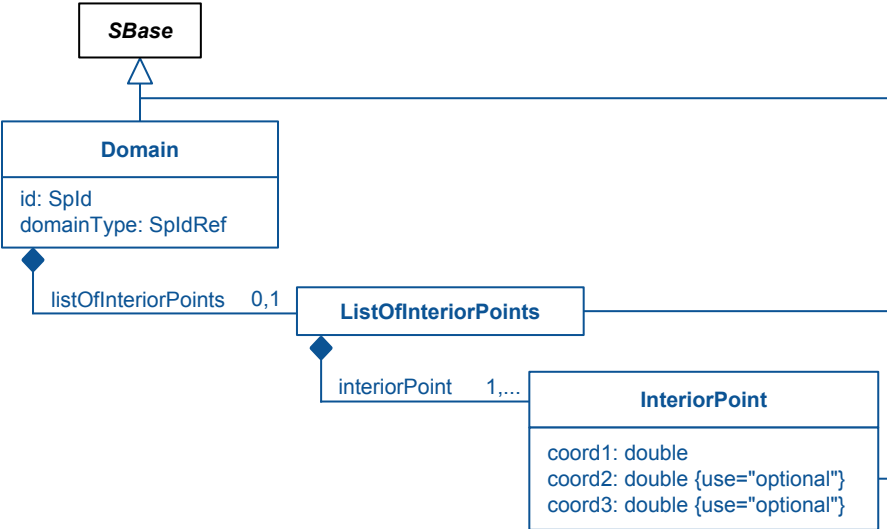 SBase
Domain
id: SpId
domainType: SpIdRef
listOfInteriorPoints 0,1
ListOfInteriorPoints
interiorPoint 1,...
InteriorPoint
coord1: double
coord2: double {use="optional"}
coord3: double {use="optional"}